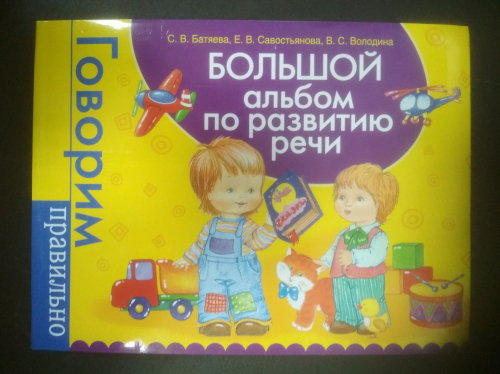 С. В. Батяева, Е. В. Савостьянова, В. С. Володина
БОЛЬШОЙ
альбом
по развитию
речи
Говорим
правильно